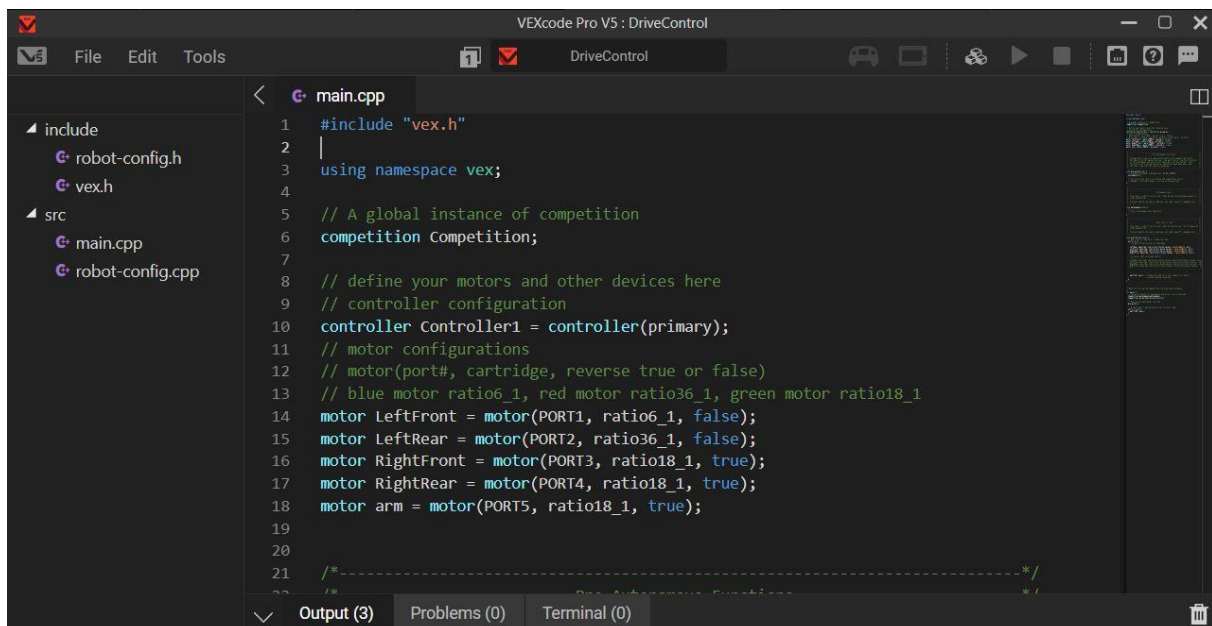 VEXcode Pro V5 : DriveControl
V5 File Edit Tools 1 DriveControl
main.cpp
include
robot-config.h
vex.h
src
main.cpp
robot-config.cpp
1 #include "vex.h"
2
3 using namespace vex;
4
5 // A global instance of competition
6 competition Competition;
7
8 // define your motors and other devices here
9 // controller configuration
10 controller Controller1 = controller(primary);
11 // motor configurations
12 // motor(port#, cartridge, reverse true or false)
13 // blue motor ratio6_1, red motor ratio36_1, green motor ratio18_1
14 motor LeftFront = motor(PORT1, ratio6_1, false);
15 motor LeftRear = motor(PORT2, ratio36_1, false);
16 motor RightFront = motor(PORT3, ratio18_1, true);
17 motor RightRear = motor(PORT4, ratio18_1, true);
18 motor arm = motor(PORT5, ratio18_1, true);
19
20
21 /*---------------------------------------------------------------------------*/
Output (3) Problems (0) Terminal (0)